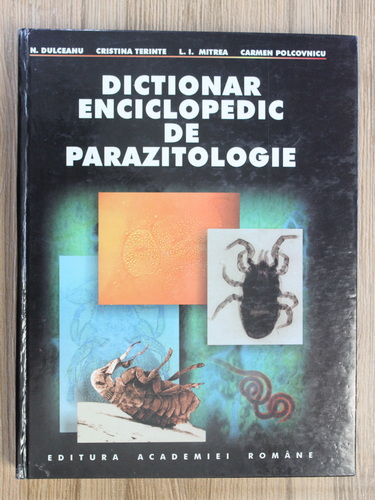 N. DULCEANU CRISTINA TERINTE L. I. MITREA CARMEN POLCOVNICU
DICTIONAR
ENCICLOPEDIC
DE
PARAZITOLOGIE
EDITURA ACADEMIEI ROMÂNE